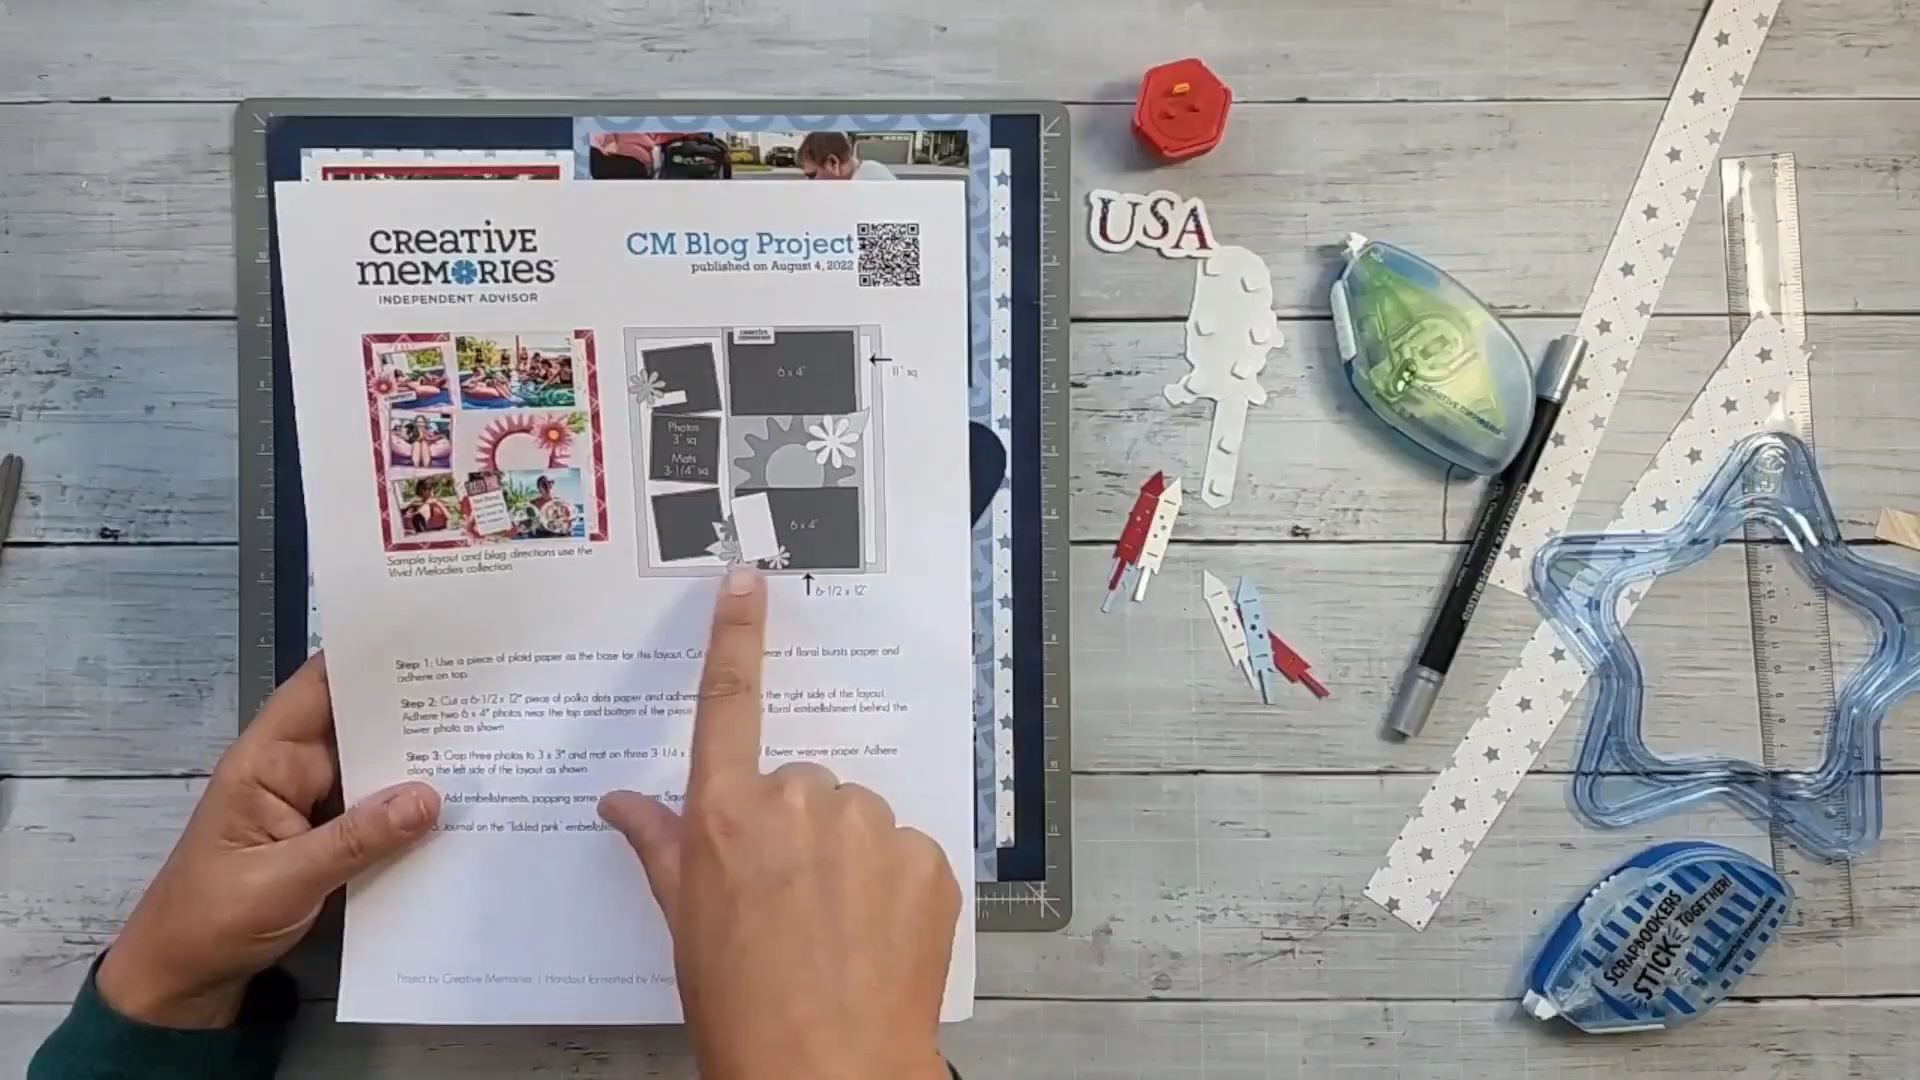 CREATIVE
MEMORIES
INDEPENDENT ADVISOR
CM Blog Project
published on August 4, 2022
6 x 4"
11" sq
Photos
3" sq
Mats
3-1/4" sq
6 x 4"
6-1/2 x 12"
Sample layout and blog directions use the
Vivid Melodies collection.
Step 1: Use a piece of plaid paper as the base for this layout. Cut piece of floral bursts paper and
adhere on top.
Step 2: Cut a 6-1/2 x 12" piece of polka dots paper and adhere the right side of the layout.
Adhere two 6 x 4" photos near the top and bottom of the piece floral embellishment behind the
lower photo as shown.
Step 3: Crop three photos to 3 x 3" and mat on three 3-1/4 x flower weave paper. Adhere
along the left side of the layout as shown.
Add embellishments, popping some
Journal on the "tickled pink"
Project by Creative Memories | Handout formatted by
USA
SCRAPBOOKERS
STICK
TOGETHER!